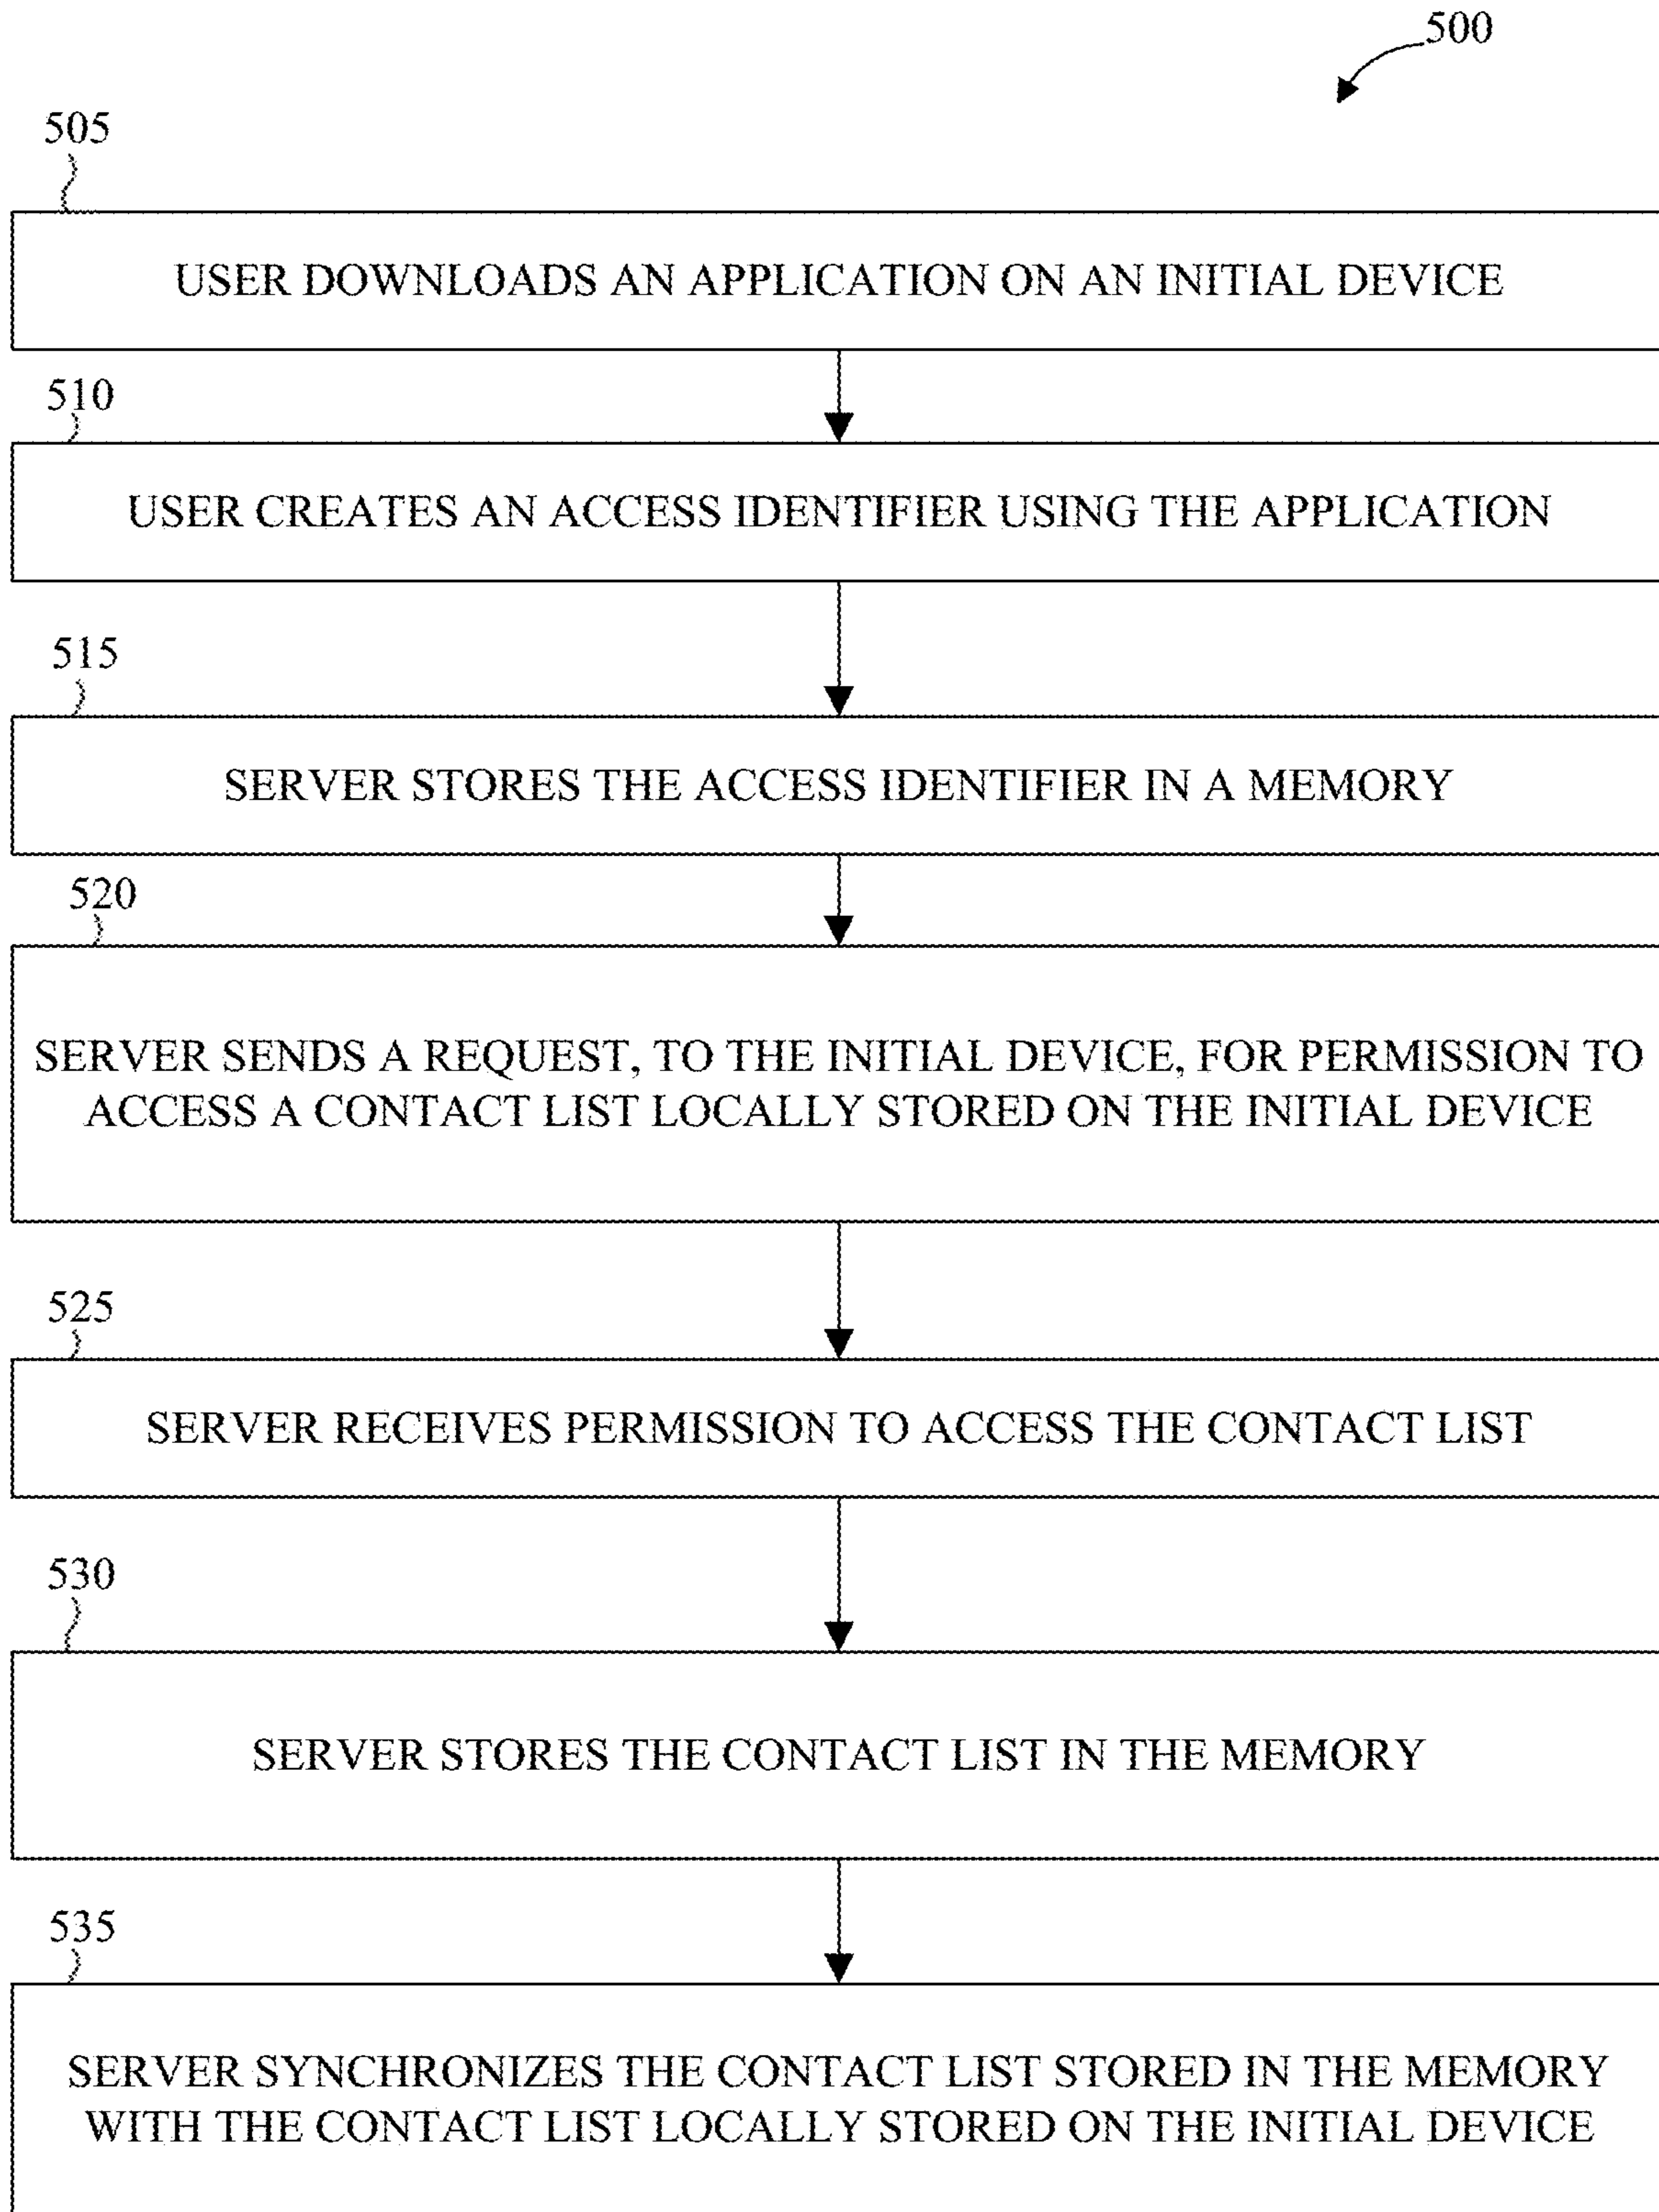 500
505
USER DOWNLOADS AN APPLICATION ON AN INITIAL DEVICE
510
USER CREATES AN ACCESS IDENTIFIER USING THE APPLICATION
515
SERVER STORES THE ACCESS IDENTIFIER IN A MEMORY
520
SERVER SENDS A REQUEST, TO THE INITIAL DEVICE, FOR PERMISSION TO
ACCESS A CONTACT LIST LOCALLY STORED ON THE INITIAL DEVICE
525
SERVER RECEIVES PERMISSION TO ACCESS THE CONTACT LIST
530
SERVER STORES THE CONTACT LIST IN THE MEMORY
535
SERVER SYNCHRONIZES THE CONTACT LIST STORED IN THE MEMORY
WITH THE CONTACT LIST LOCALLY STORED ON THE INITIAL DEVICE